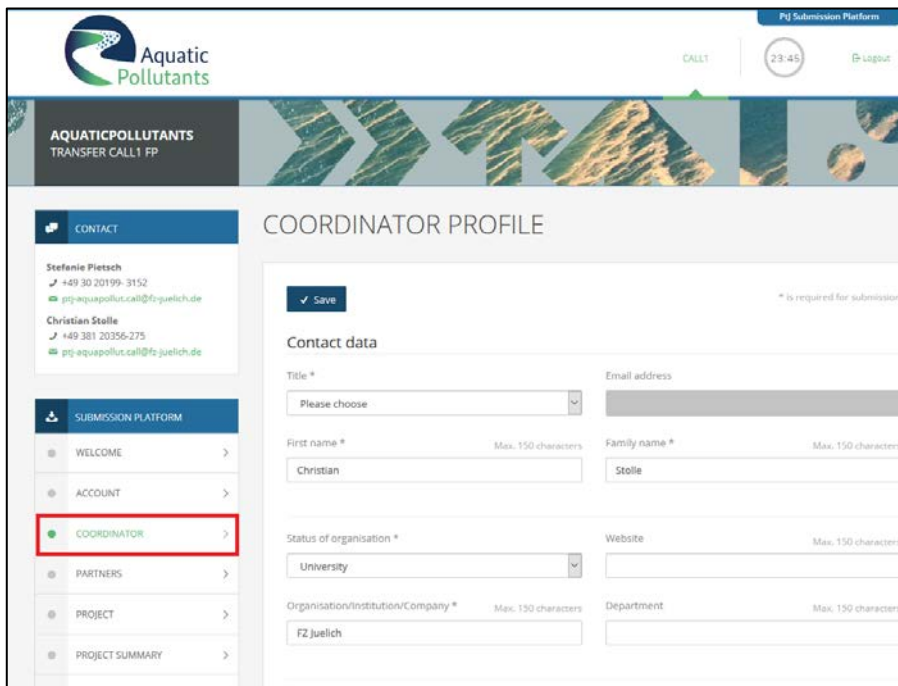 PtJ Submission Platform
Aquatic
Pollutants
CALL1
23:45
Logout
AQUATICPOLLUTANTS
TRANSFER CALL1 FP
CONTACT
Stefanie Pietsch
+49 30 20199- 3152
ptj-aquapollut.call@fz-juelich.de
Christian Stolle
+49 381 20356-275
ptj-aquapollut.call@fz-juelich.de
SUBMISSION PLATFORM
WELCOME
ACCOUNT
COORDINATOR
PARTNERS
PROJECT
PROJECT SUMMARY
COORDINATOR PROFILE
Save
* is required for submission
Contact data
Title *
Email address
Please choose
First name * Max. 150 characters
Family name * Max. 150 characters
Christian
Stolle
Status of organisation *
Website Max. 150 characters
University
Organisation/Institution/Company * Max. 150 characters
Department Max. 150 characters
FZ Juelich